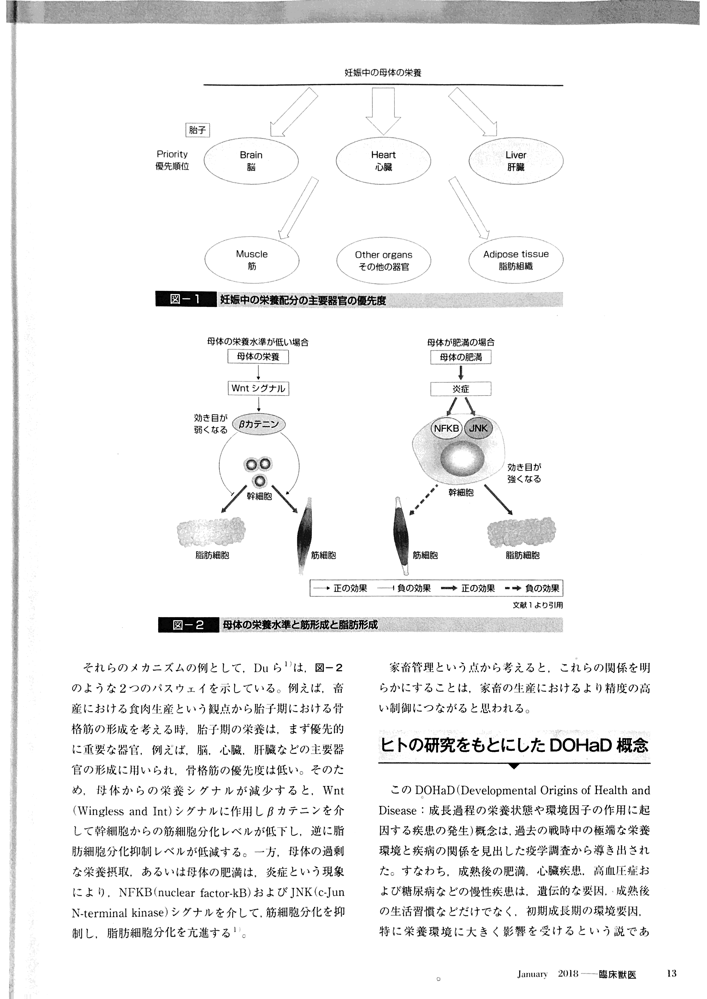 妊娠中の母体の栄養
胎子
Priority
優先順位
Brain
脳
Heart
心臓
Liver
肝臓
Muscle
筋
Other organs
その他の器官
Adipose tissue
脂肪組織
図－1 妊娠中の栄養配分の主要器官の優先度
母体の栄養水準が低い場合
母体の栄養
Wnt シグナル
効き目が
弱くなる
βカテニン
幹細胞
脂肪細胞
筋細胞
母体が肥満の場合
母体の肥満
炎症
NFKB
JNK
効き目が
強くなる
幹細胞
筋細胞
脂肪細胞
→ 正の効果 ⊣ 負の効果 → 正の効果 --→ 負の効果
文献1より引用
図－2 母体の栄養水準と筋形成と脂肪形成
それらのメカニズムの例として，Du ら1)は，図－2
のような2つのパスウェイを示している。例えば，畜
産における食肉生産という観点から胎子期における骨
格筋の形成を考える時，胎子期の栄養は，まず優先的
に重要な器官，例えば，脳，心臓，肝臓などの主要器
官の形成に用いられ，骨格筋の優先度は低い。そのた
め，母体からの栄養シグナルが減少すると，Wnt
(Wingless and Int)シグナルに作用しβカテニンを介
して幹細胞からの筋細胞分化レベルが低下し，逆に脂
肪細胞分化抑制レベルが低減する。一方，母体の過剰
な栄養摂取，あるいは母体の肥満は，炎症という現象
により，NFKB(nuclear factor-kB)およびJNK(c-Jun
N-terminal kinase)シグナルを介して，筋細胞分化を抑
制し，脂肪細胞分化を亢進する1)。
家畜管理という点から考えると，これらの関係を明
らかにすることは，家畜の生産におけるより精度の高
い制御につながると思われる。
ヒトの研究をもとにした DOHaD 概念
この DOHaD(Developmental Origins of Health and
Disease：成長過程の栄養状態や環境因子の作用に起
因する疾患の発生)概念は，過去の戦時中の極端な栄養
環境と疾病の関係を見出した疫学調査から導き出され
た。すなわち，成熟後の肥満，心臓疾患，高血圧症お
よび糖尿病などの慢性疾患は，遺伝的な要因，成熟後
の生活習慣などだけでなく，初期成長期の環境要因，
特に栄養環境に大きく影響を受けるという説であ
January 2018——臨床獣医 13